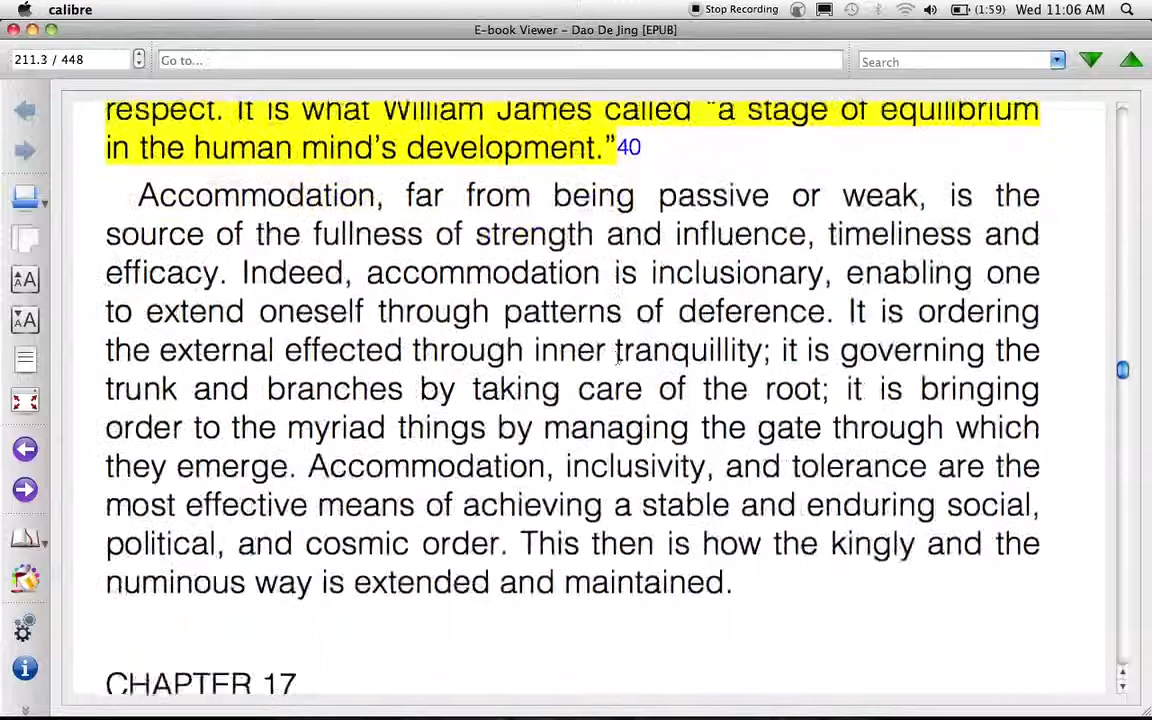 calibre
Stop Recording
(1:59)
Wed 11:06 AM
E-book Viewer – Dao De Jing [EPUB]
211.3 / 448
Go to...
Search
respect. It is what William James called "a stage of equilibrium
in the human mind's development."40
Accommodation, far from being passive or weak, is the
source of the fullness of strength and influence, timeliness and
efficacy. Indeed, accommodation is inclusionary, enabling one
to extend oneself through patterns of deference. It is ordering
the external effected through inner tranquillity; it is governing the
trunk and branches by taking care of the root; it is bringing
order to the myriad things by managing the gate through which
they emerge. Accommodation, inclusivity, and tolerance are the
most effective means of achieving a stable and enduring social,
political, and cosmic order. This then is how the kingly and the
numinous way is extended and maintained.
CHAPTER 17
AA
AA